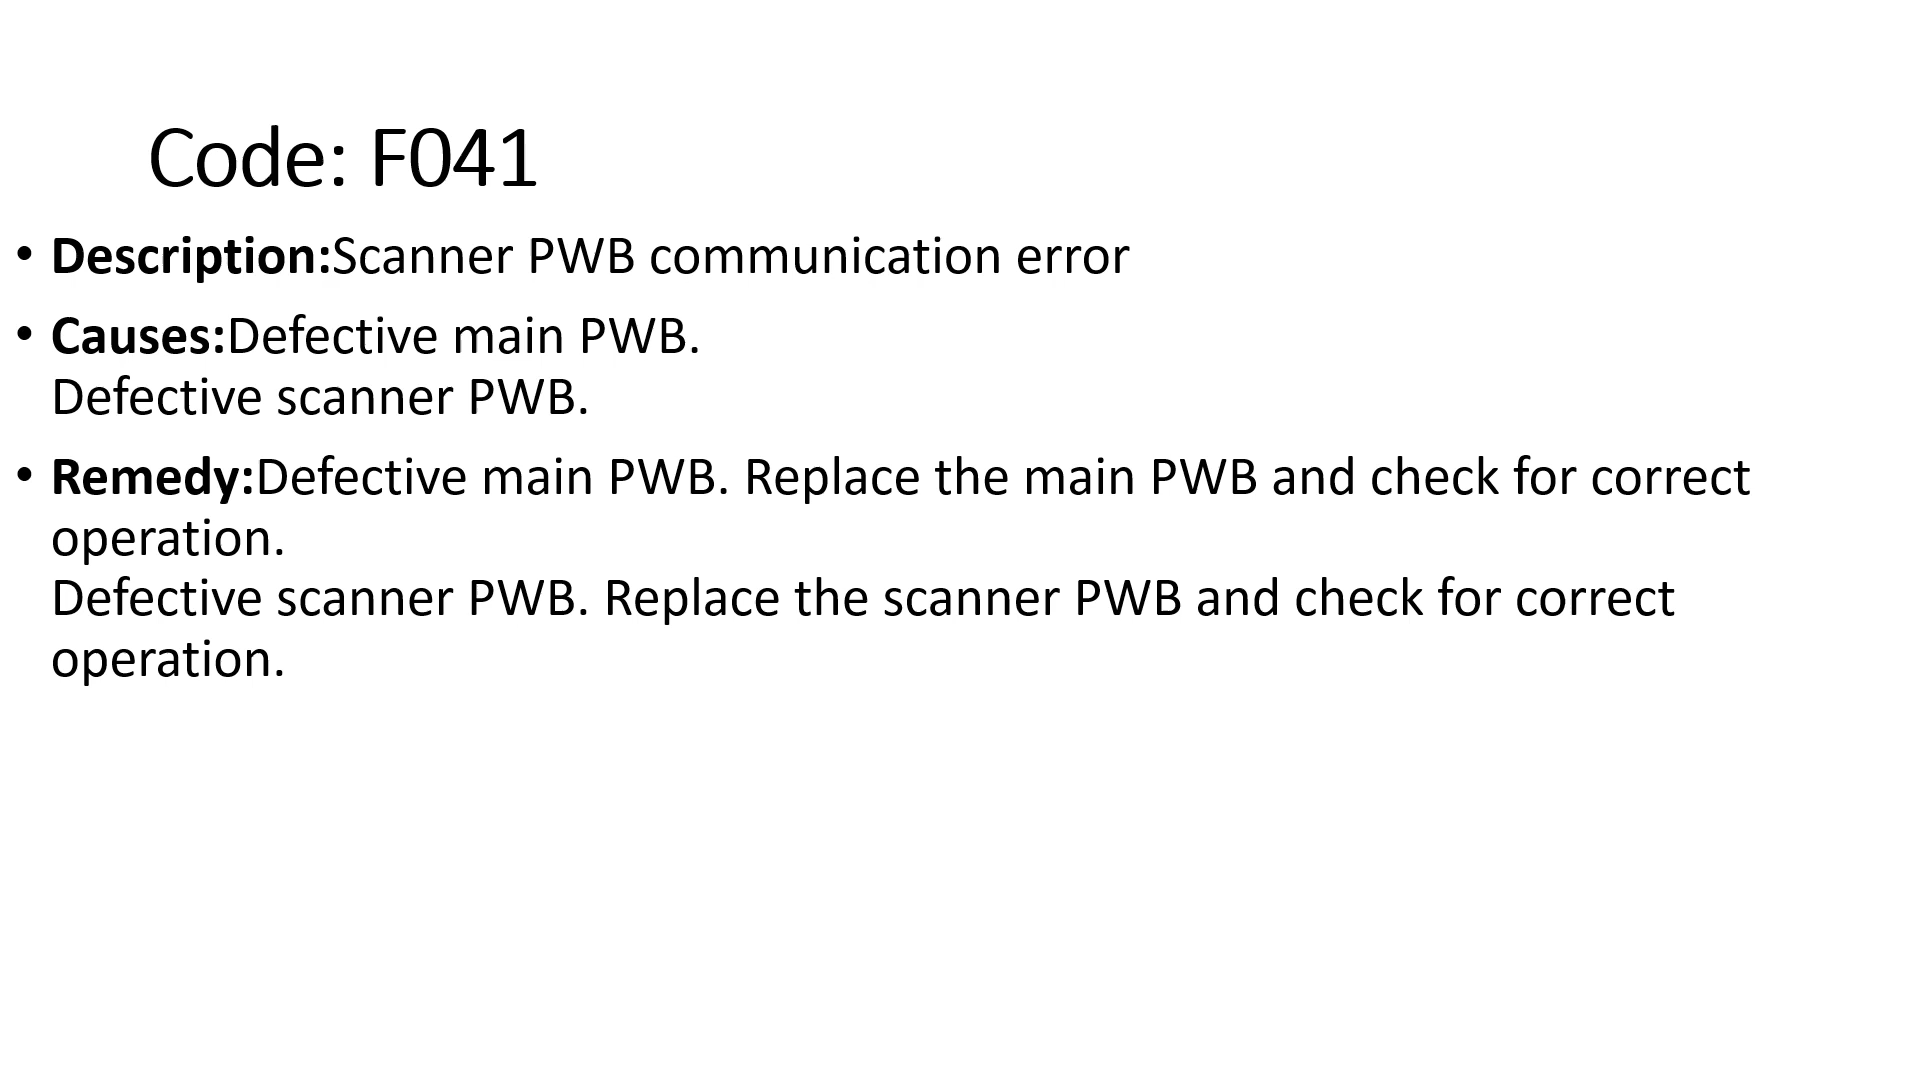 Code: F041
• Description:Scanner PWB communication error
• Causes:Defective main PWB.
Defective scanner PWB.
• Remedy:Defective main PWB. Replace the main PWB and check for correct
operation.
Defective scanner PWB. Replace the scanner PWB and check for correct
operation.